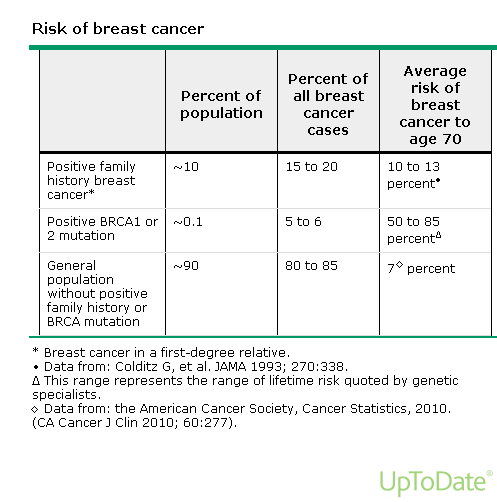 Risk of breast cancer
Percent of
population
Percent of
all breast
cancer
cases
Average
risk of
breast
cancer to
age 70
Positive family
history breast
cancer*
~10
15 to 20
10 to 13
percent•
Positive BRCA1 or
2 mutation
~0.1
5 to 6
50 to 85
percentΔ
General
population
without positive
family history or
BRCA mutation
~90
80 to 85
7◇ percent
* Breast cancer in a first-degree relative.
• Data from: Colditz G, et al. JAMA 1993; 270:338.
Δ This range represents the range of lifetime risk quoted by genetic
specialists.
◇ Data from: the American Cancer Society, Cancer Statistics, 2010.
(CA Cancer J Clin 2010; 60:277).
UpToDate®